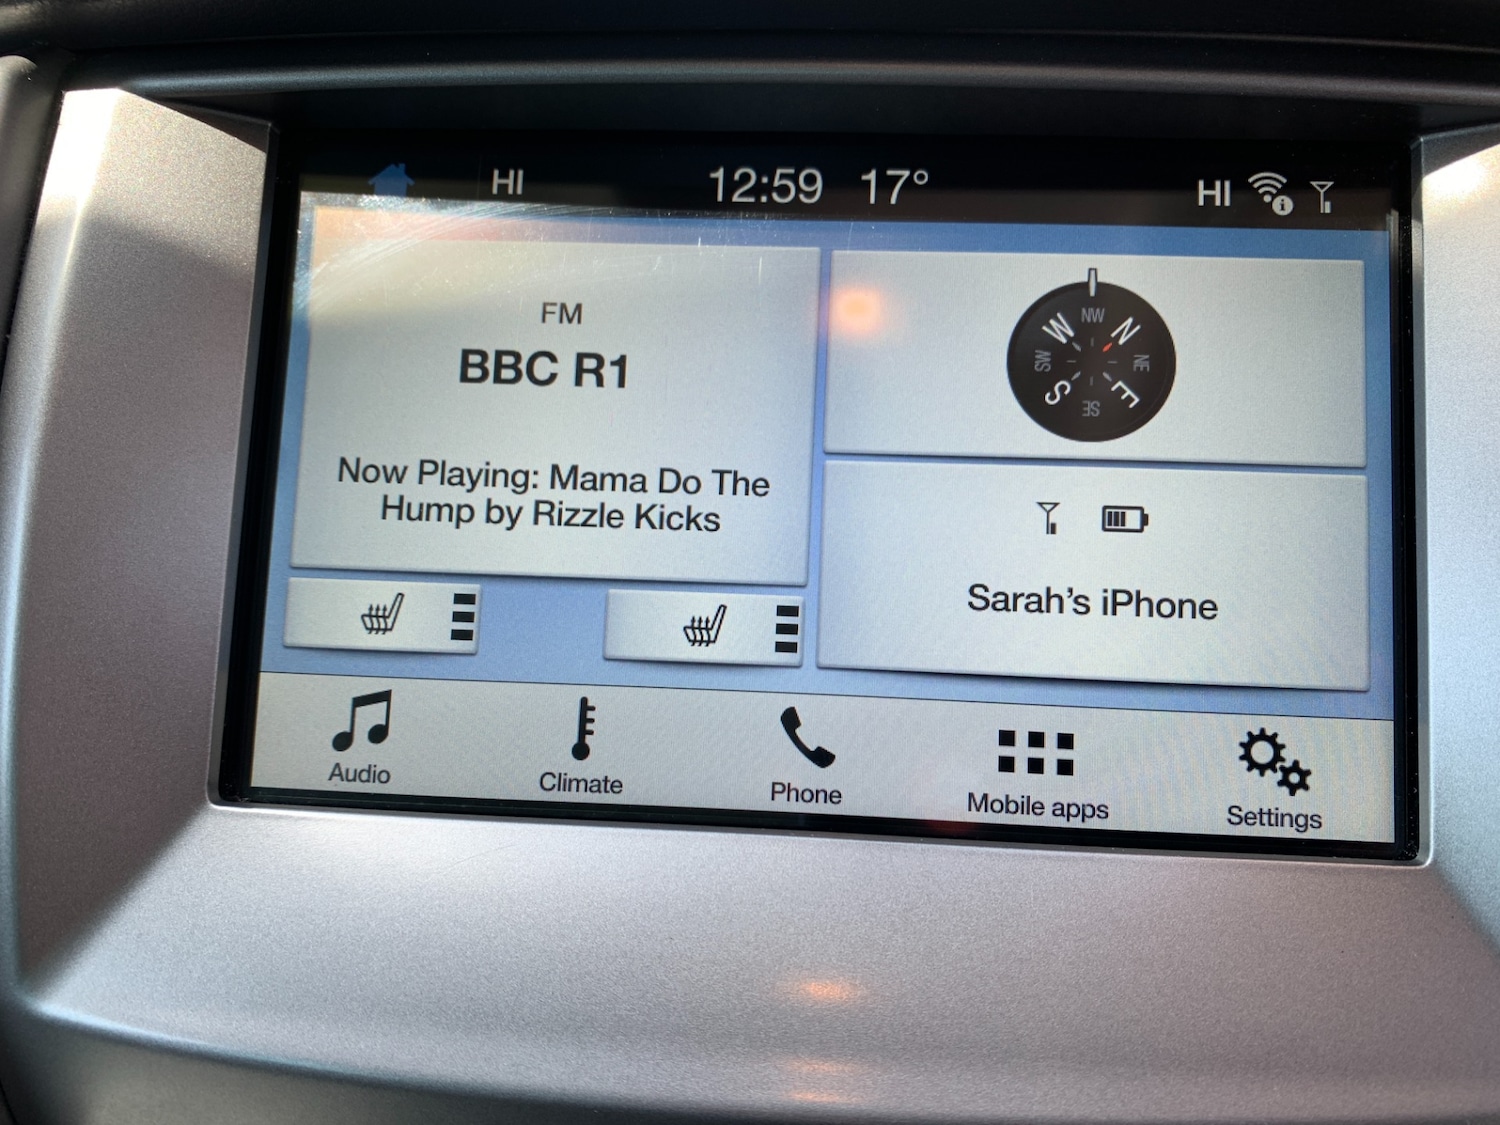 HI 12:59 17° HI
FM
BBC R1
Now Playing: Mama Do The
Hump by Rizzle Kicks
NW
W N
SW NE
S E
SE
Sarah's iPhone
Audio
Climate
Phone
Mobile apps
Settings